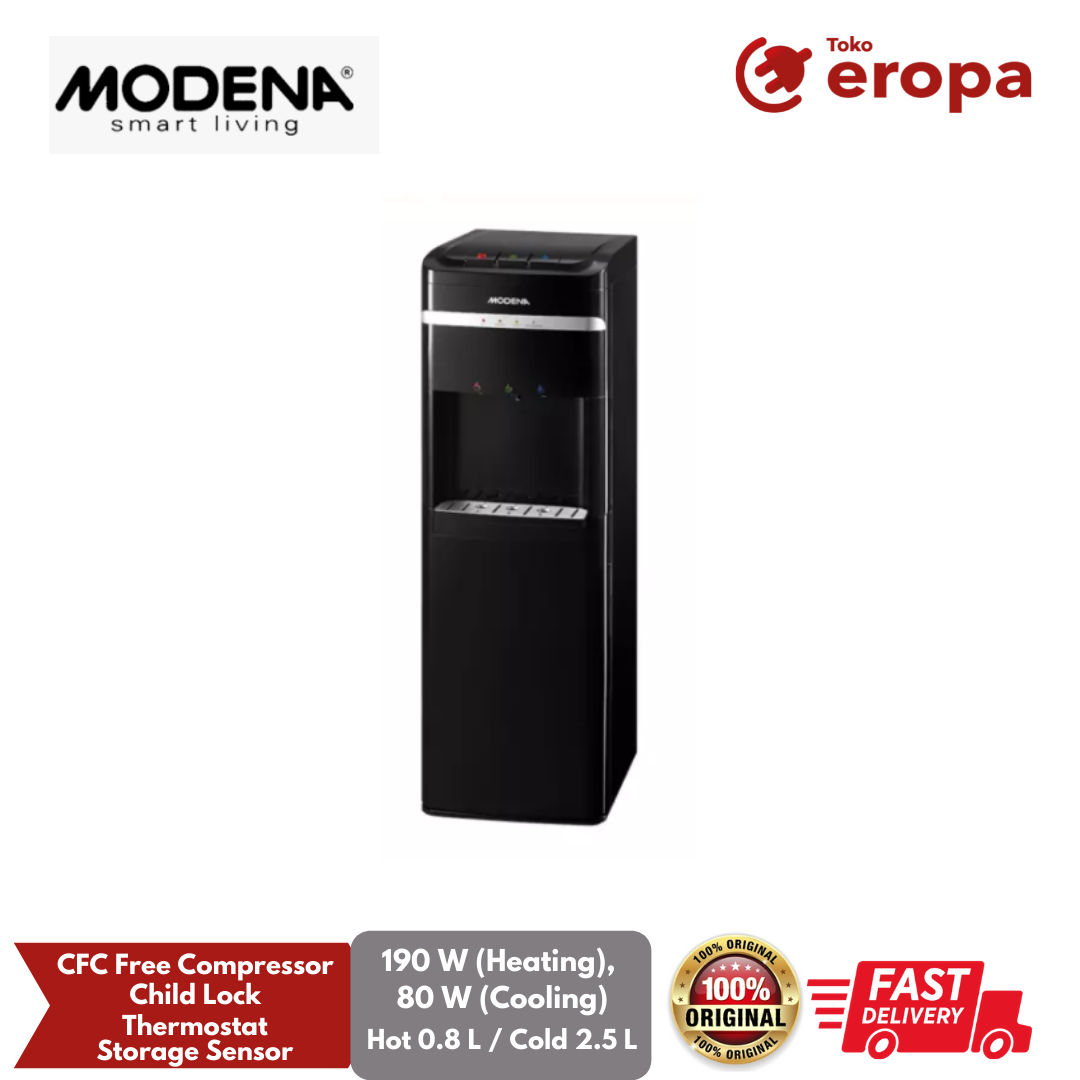 MODENA®
smart living
Toko
eropa
MODENA
CFC Free Compressor
Child Lock
Thermostat
Storage Sensor
190 W (Heating),
80 W (Cooling)
Hot 0.8 L / Cold 2.5 L
100% ORIGINAL
100%
ORIGINAL
100% ORIGINAL
FAST
DELIVERY